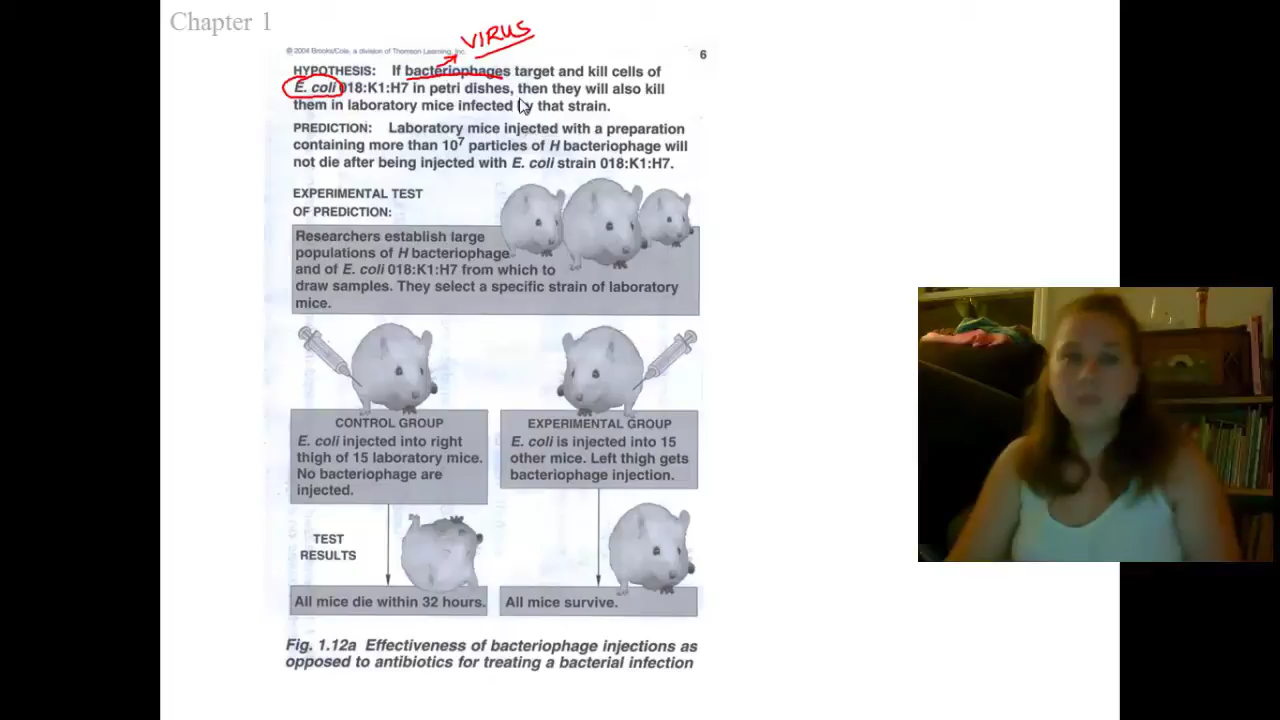 Chapter 1
VIRUS
© 2004 Brooks/Cole, a division of Thomson Learning, Inc.
6
HYPOTHESIS: If bacteriophages target and kill cells of
E. coli 018:K1:H7 in petri dishes, then they will also kill
them in laboratory mice infected by that strain.
PREDICTION: Laboratory mice injected with a preparation
containing more than 10⁷ particles of H bacteriophage will
not die after being injected with E. coli strain 018:K1:H7.
EXPERIMENTAL TEST
OF PREDICTION:
Researchers establish large
populations of H bacteriophage
and of E. coli 018:K1:H7 from which to
draw samples. They select a specific strain of laboratory
mice.
CONTROL GROUP
E. coli injected into right
thigh of 15 laboratory mice.
No bacteriophage are
injected.
EXPERIMENTAL GROUP
E. coli is injected into 15
other mice. Left thigh gets
bacteriophage injection.
TEST
RESULTS
All mice die within 32 hours.
All mice survive.
Fig. 1.12a Effectiveness of bacteriophage injections as
opposed to antibiotics for treating a bacterial infection